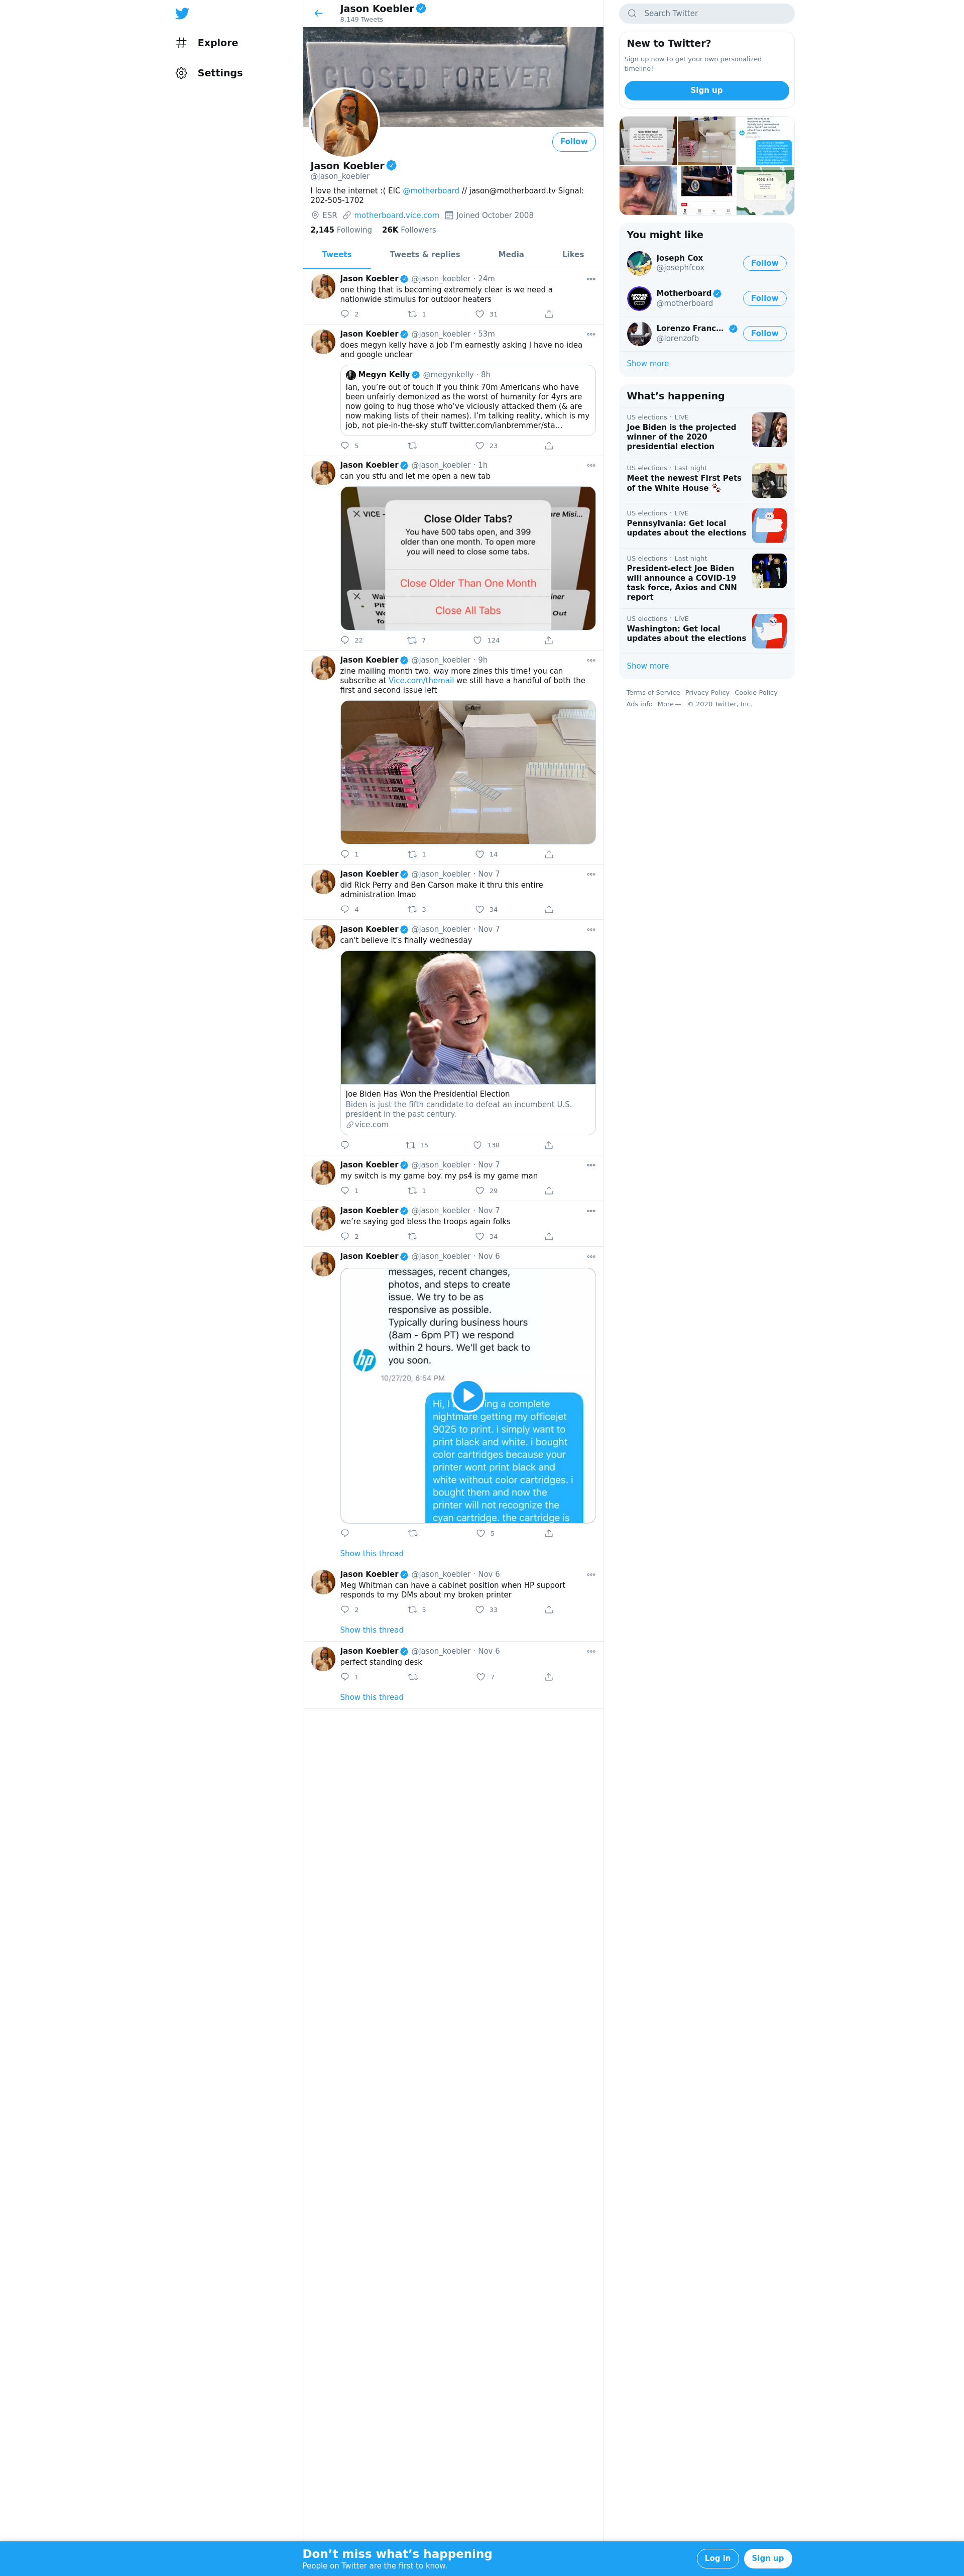 Explore
Settings
Jason Koebler
8,149 Tweets
CLOSED FOREVER
Follow
Jason Koebler
@jason_koebler
I love the internet :( EIC @motherboard // jason@motherboard.tv Signal:
202-505-1702
ESR motherboard.vice.com Joined October 2008
2,145 Following 26K Followers
Tweets Tweets & replies Media Likes
Jason Koebler @jason_koebler · 24m
one thing that is becoming extremely clear is we need a
nationwide stimulus for outdoor heaters
2 1 31
Jason Koebler @jason_koebler · 53m
does megyn kelly have a job I’m earnestly asking I have no idea
and google unclear
Megyn Kelly @megynkelly · 8h
Ian, you’re out of touch if you think 70m Americans who have
been unfairly demonized as the worst of humanity for 4yrs are
now going to hug those who’ve viciously attacked them (& are
now making lists of their names). I’m talking reality, which is my
job, not pie-in-the-sky stuff twitter.com/ianbremmer/sta…
5 23
Jason Koebler @jason_koebler · 1h
can you stfu and let me open a new tab
VICE - re Misi...
Close Older Tabs?
You have 500 tabs open, and 399
older than one month. To open more
you will need to close some tabs.
Close Older Than One Month
Close All Tabs
22 7 124
Jason Koebler @jason_koebler · 9h
zine mailing month two. way more zines this time! you can
subscribe at Vice.com/themail we still have a handful of both the
first and second issue left
1 1 14
Jason Koebler @jason_koebler · Nov 7
did Rick Perry and Ben Carson make it thru this entire
administration lmao
4 3 34
Jason Koebler @jason_koebler · Nov 7
can't believe it's finally wednesday
Joe Biden Has Won the Presidential Election
Biden is just the fifth candidate to defeat an incumbent U.S.
president in the past century.
vice.com
15 138
Jason Koebler @jason_koebler · Nov 7
my switch is my game boy. my ps4 is my game man
1 1 29
Jason Koebler @jason_koebler · Nov 7
we’re saying god bless the troops again folks
2 34
Jason Koebler @jason_koebler · Nov 6
messages, recent changes,
photos, and steps to create
issue. We try to be as
responsive as possible.
Typically during business hours
(8am - 6pm PT) we respond
within 2 hours. We'll get back to
you soon.
hp
10/27/20, 6:54 PM
Hi, I ing a complete
nightmare getting my officejet
9025 to print. i simply want to
print black and white. i bought
color cartridges because your
printer wont print black and
white without color cartridges. i
bought them and now the
printer will not recognize the
cyan cartridge. the cartridge is
5
Show this thread
Jason Koebler @jason_koebler · Nov 6
Meg Whitman can have a cabinet position when HP support
responds to my DMs about my broken printer
2 5 33
Show this thread
Jason Koebler @jason_koebler · Nov 6
perfect standing desk
1 7
Show this thread
Search Twitter
New to Twitter?
Sign up now to get your own personalized
timeline!
Sign up
You might like
Joseph Cox
@josephfcox
Follow
Motherboard
@motherboard
Follow
Lorenzo Franc…
@lorenzofb
Follow
Show more
What’s happening
US elections · LIVE
Joe Biden is the projected
winner of the 2020
presidential election
US elections · Last night
Meet the newest First Pets
of the White House 🐾
US elections · LIVE
Pennsylvania: Get local
updates about the elections
US elections · Last night
President-elect Joe Biden
will announce a COVID-19
task force, Axios and CNN
report
US elections · LIVE
Washington: Get local
updates about the elections
Show more
Terms of Service Privacy Policy Cookie Policy
Ads info More © 2020 Twitter, Inc.
Don’t miss what’s happening
People on Twitter are the first to know.
Log in Sign up